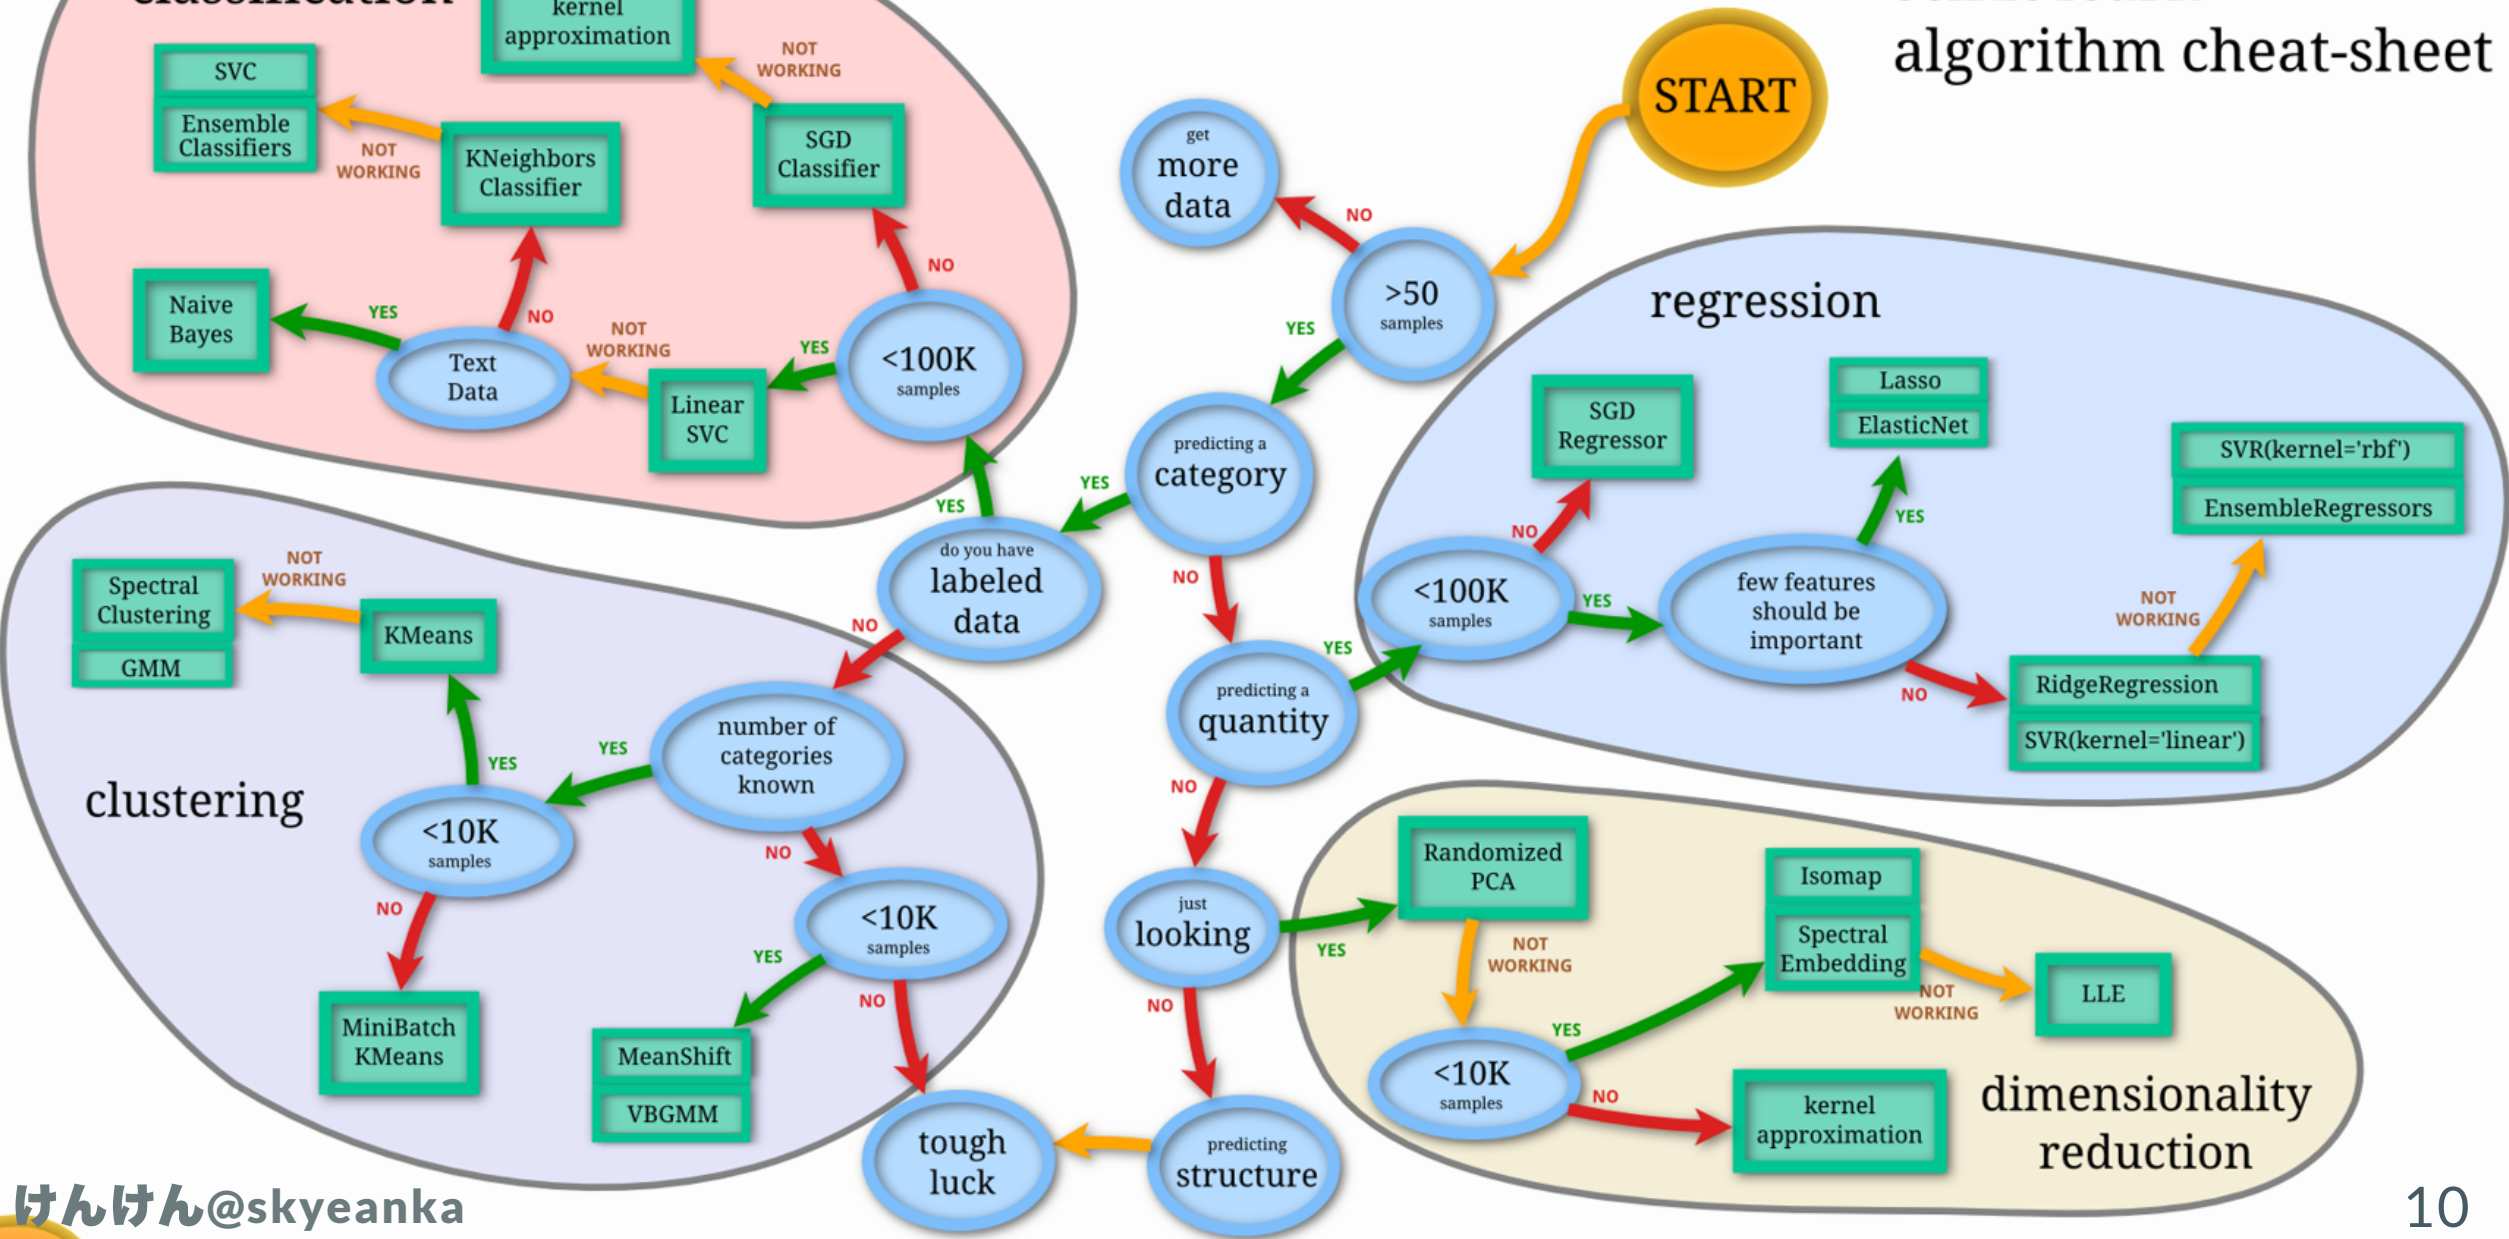 classification
kernel
approximation
NOT
WORKING
SVC
Ensemble
Classifiers
NOT
WORKING
KNeighbors
Classifier
SGD
Classifier
NO
Naive
Bayes
YES
NO
Text
Data
NOT
WORKING
YES
Linear
SVC
<100K
samples
YES
START
algorithm cheat-sheet
get
more
data
NO
>50
samples
YES
predicting a
category
YES
NO
do you have
labeled
data
NO
predicting a
quantity
YES
NO
just
looking
YES
NO
predicting
structure
tough
luck
regression
SGD
Regressor
NO
<100K
samples
YES
Lasso
ElasticNet
YES
few features
should be
important
NO
SVR(kernel='rbf')
EnsembleRegressors
NOT
WORKING
RidgeRegression
SVR(kernel='linear')
clustering
Spectral
Clustering
GMM
NOT
WORKING
KMeans
YES
<10K
samples
NO
MiniBatch
KMeans
YES
number of
categories
known
NO
<10K
samples
YES
NO
MeanShift
VBGMM
Randomized
PCA
NOT
WORKING
<10K
samples
YES
NO
Isomap
Spectral
Embedding
NOT
WORKING
LLE
kernel
approximation
dimensionality
reduction
けんけん@skyeanka
10